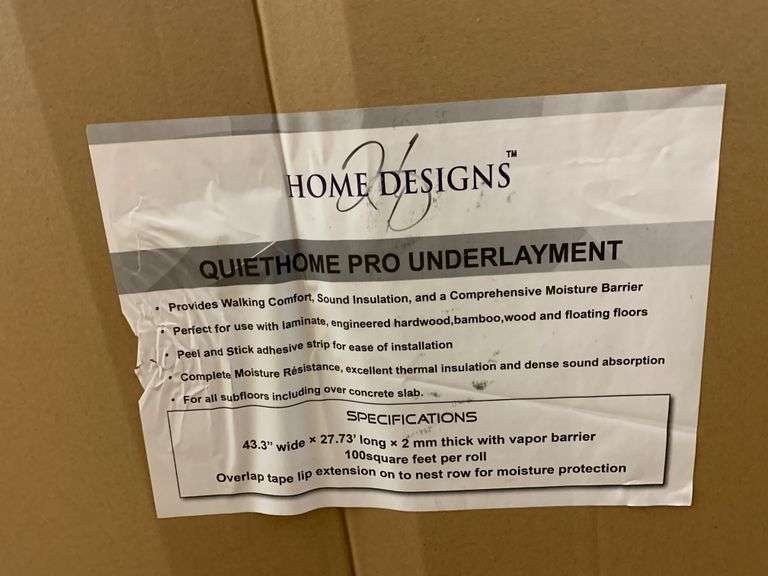 HOME DESIGNS™
QUIETHOME PRO UNDERLAYMENT
• Provides Walking Comfort, Sound Insulation, and a Comprehensive Moisture Barrier
• Perfect for use with laminate, engineered hardwood,bamboo,wood and floating floors
• Peel and Stick adhesive strip for ease of installation
• Complete Moisture Resistance, excellent thermal insulation and dense sound absorption
• For all subfloors including over concrete slab.
SPECIFICATIONS
43.3" wide × 27.73' long × 2 mm thick with vapor barrier
100square feet per roll
Overlap tape lip extension on to nest row for moisture protection